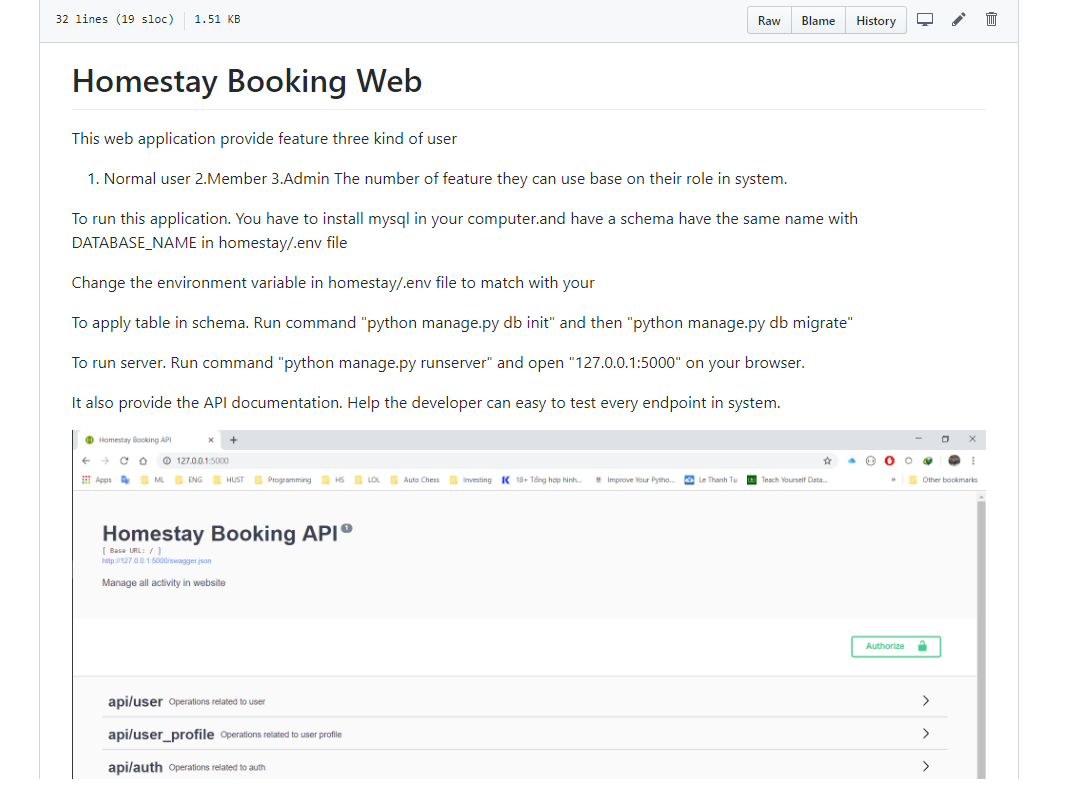 32 lines (19 sloc) 1.51 KB Raw Blame History
Homestay Booking Web
This web application provide feature three kind of user
1. Normal user 2.Member 3.Admin The number of feature they can use base on their role in system.
To run this application. You have to install mysql in your computer.and have a schema have the same name with
DATABASE_NAME in homestay/.env file
Change the environment variable in homestay/.env file to match with your
To apply table in schema. Run command "python manage.py db init" and then "python manage.py db migrate"
To run server. Run command "python manage.py runserver" and open "127.0.0.1:5000" on your browser.
It also provide the API documentation. Help the developer can easy to test every endpoint in system.
Homestay Booking API
127.0.0.1:5000
Apps ML ENG HUST Programming HS LOL Auto Chess Investing 18+ Tổng hợp hình... Improve Your Pytho... Le Thanh Tu Teach Yourself Data... » Other bookmarks
Homestay Booking API 1
[ Base URL: / ]
http://127.0.0.1:5000/swagger.json
Manage all activity in website
Authorize
api/user Operations related to user
api/user_profile Operations related to user profile
api/auth Operations related to auth